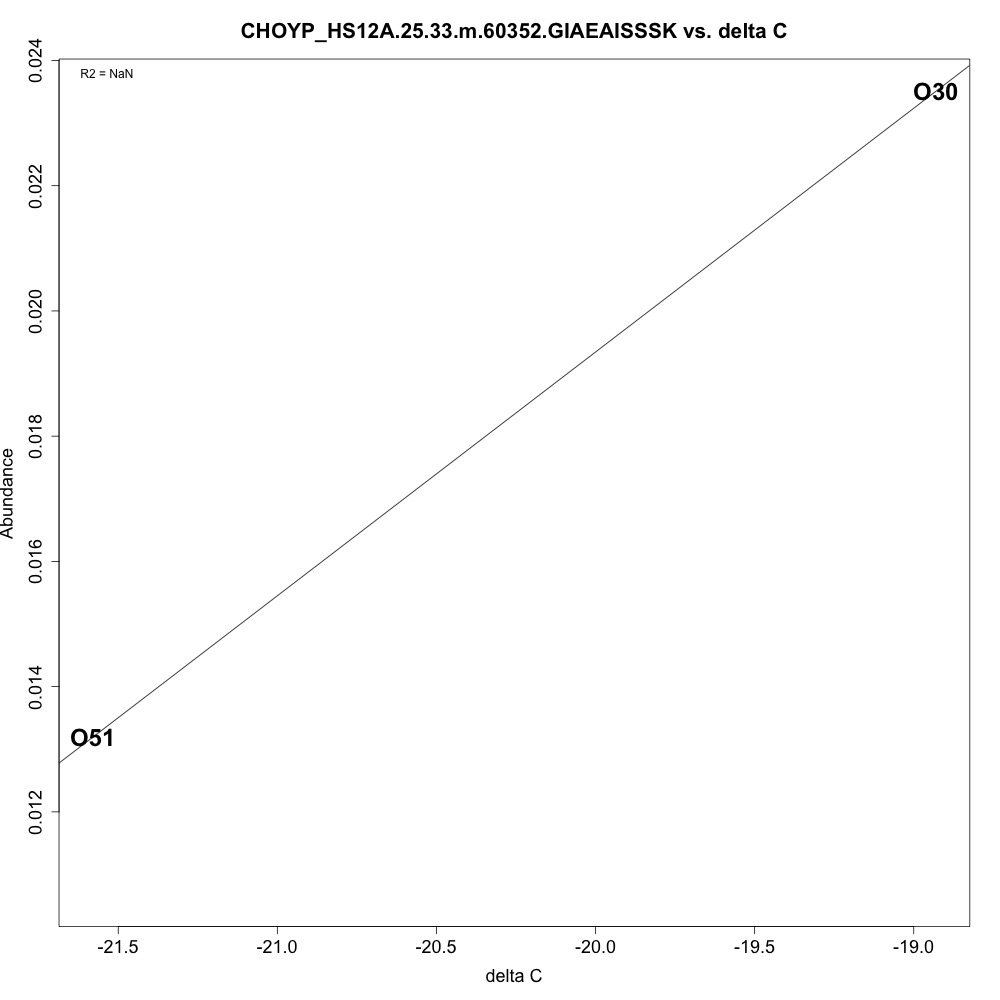 CHOYP_HS12A.25.33.m.60352.GIAEAISSSK vs. delta C
R2 = NaN
O30
O51
Abundance
0.024
0.022
0.020
0.018
0.016
0.014
0.012
-21.5 -21.0 -20.5 -20.0 -19.5 -19.0
delta C